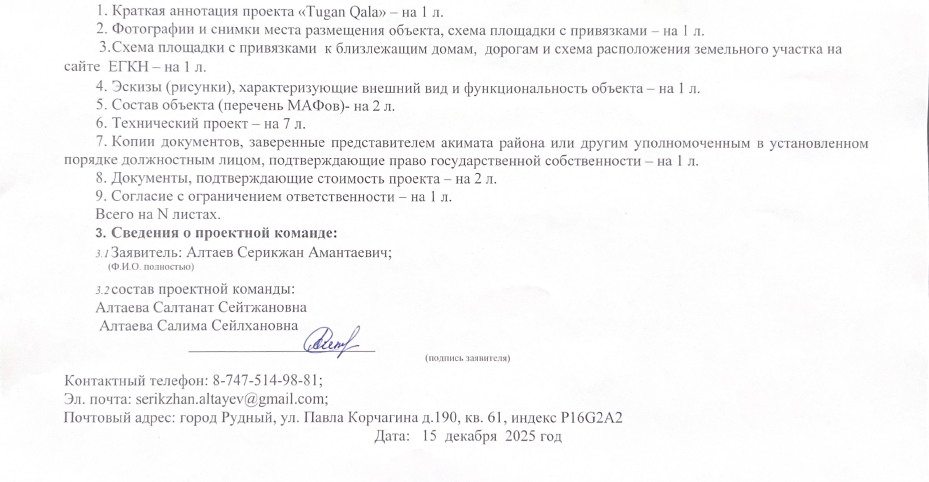 1. Краткая аннотация проекта «Tugan Qala» – на 1 л.
2. Фотографии и снимки места размещения объекта, схема площадки с привязками – на 1 л.
3.Схема площадки с привязками к близлежащим домам, дорогам и схема расположения земельного участка на
сайте ЕГКН – на 1 л.
4. Эскизы (рисунки), характеризующие внешний вид и функциональность объекта – на 1 л.
5. Состав объекта (перечень МАФов)- на 2 л.
6. Технический проект – на 7 л.
7. Копии документов, заверенные представителем акимата района или другим уполномоченным в установленном
порядке должностным лицом, подтверждающие право государственной собственности – на 1 л.
8. Документы, подтверждающие стоимость проекта – на 2 л.
9. Согласие с ограничением ответственности – на 1 л.
Всего на N листах.
3. Сведения о проектной команде:
3.1 Заявитель: Алтаев Серикжан Амантаевич;
(Ф.И.О. полностью)
3.2 состав проектной команды:
Алтаева Салтанат Сейтжановна
Алтаева Салима Сейлхановна
(подпись заявителя)
Контактный телефон: 8-747-514-98-81;
Эл. почта: serikzhan.altayev@gmail.com;
Почтовый адрес: город Рудный, ул. Павла Корчагина д.190, кв. 61, индекс P16G2A2
Дата: 15 декабря 2025 год